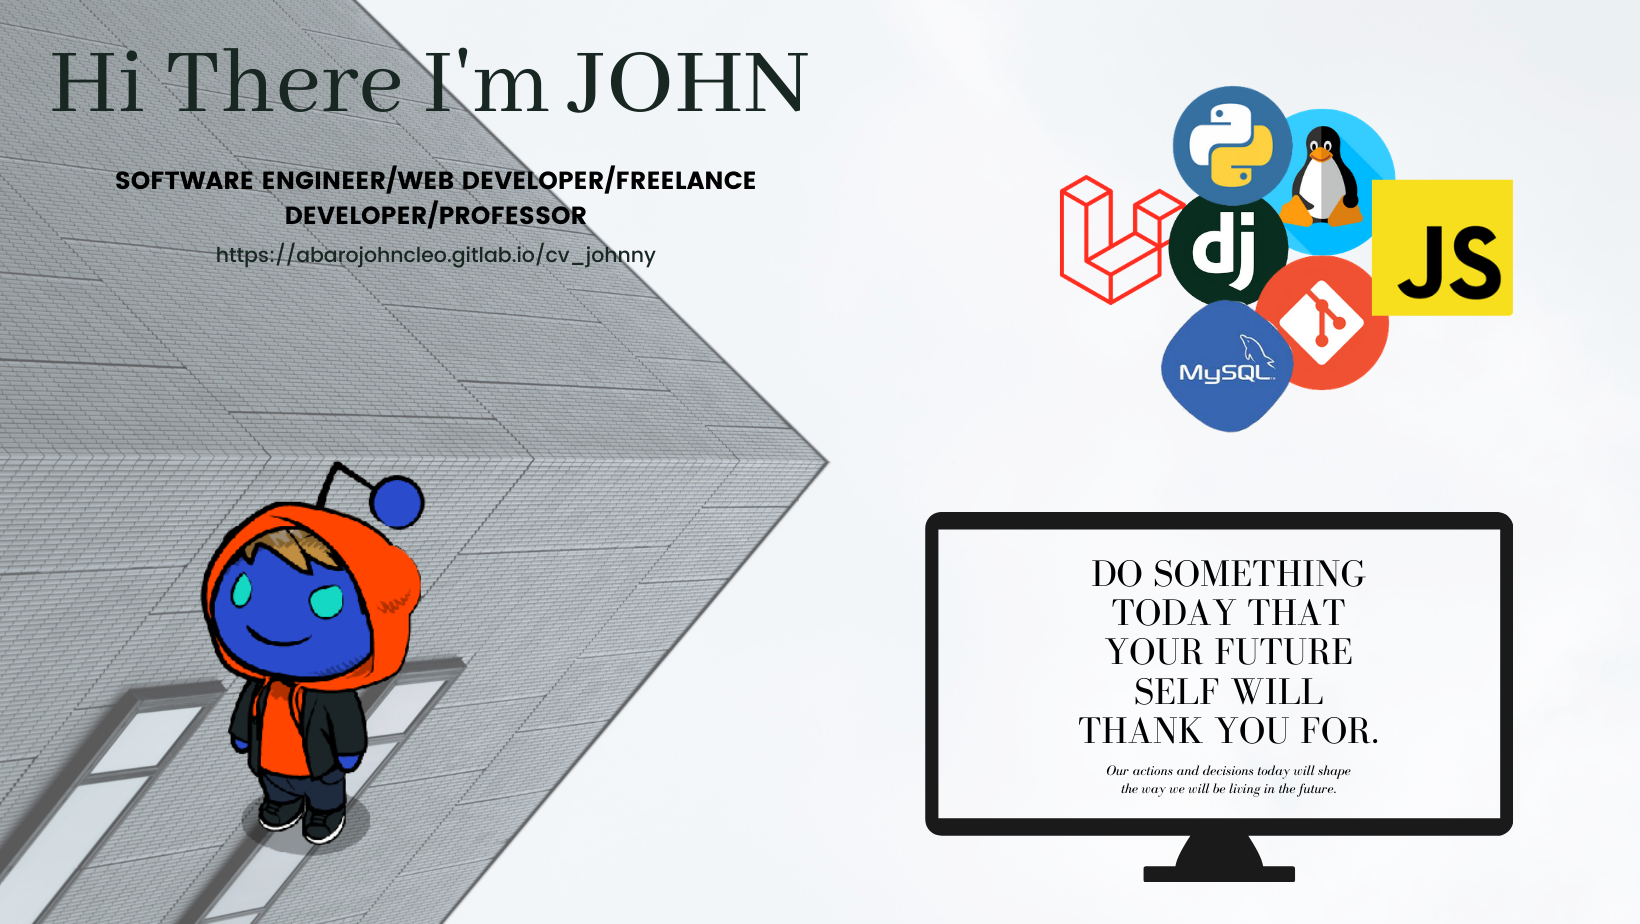 Hi There I'm JOHN
SOFTWARE ENGINEER/WEB DEVELOPER/FREELANCE
DEVELOPER/PROFESSOR
https://abarojohncleo.gitlab.io/cv_johnny
dj
JS
MySQL
DO SOMETHING
TODAY THAT
YOUR FUTURE
SELF WILL
THANK YOU FOR.
Our actions and decisions today will shape
the way we will be living in the future.